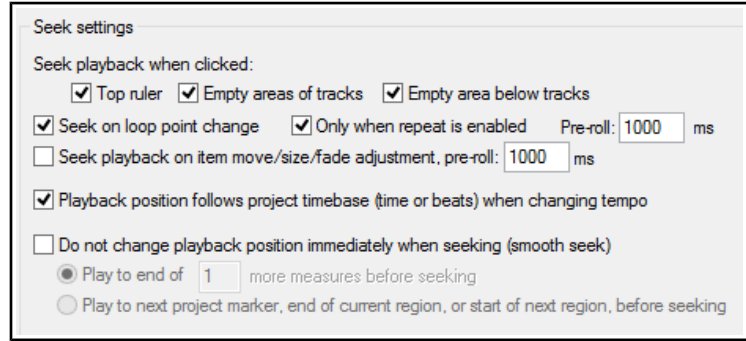 Seek settings
Seek playback when clicked:
Top ruler Empty areas of tracks Empty area below tracks
Seek on loop point change Only when repeat is enabled Pre-roll: 1000 ms
Seek playback on item move/size/fade adjustment, pre-roll: 1000 ms
Playback position follows project timebase (time or beats) when changing tempo
Do not change playback position immediately when seeking (smooth seek)
Play to end of 1 more measures before seeking
Play to next project marker, end of current region, or start of next region, before seeking